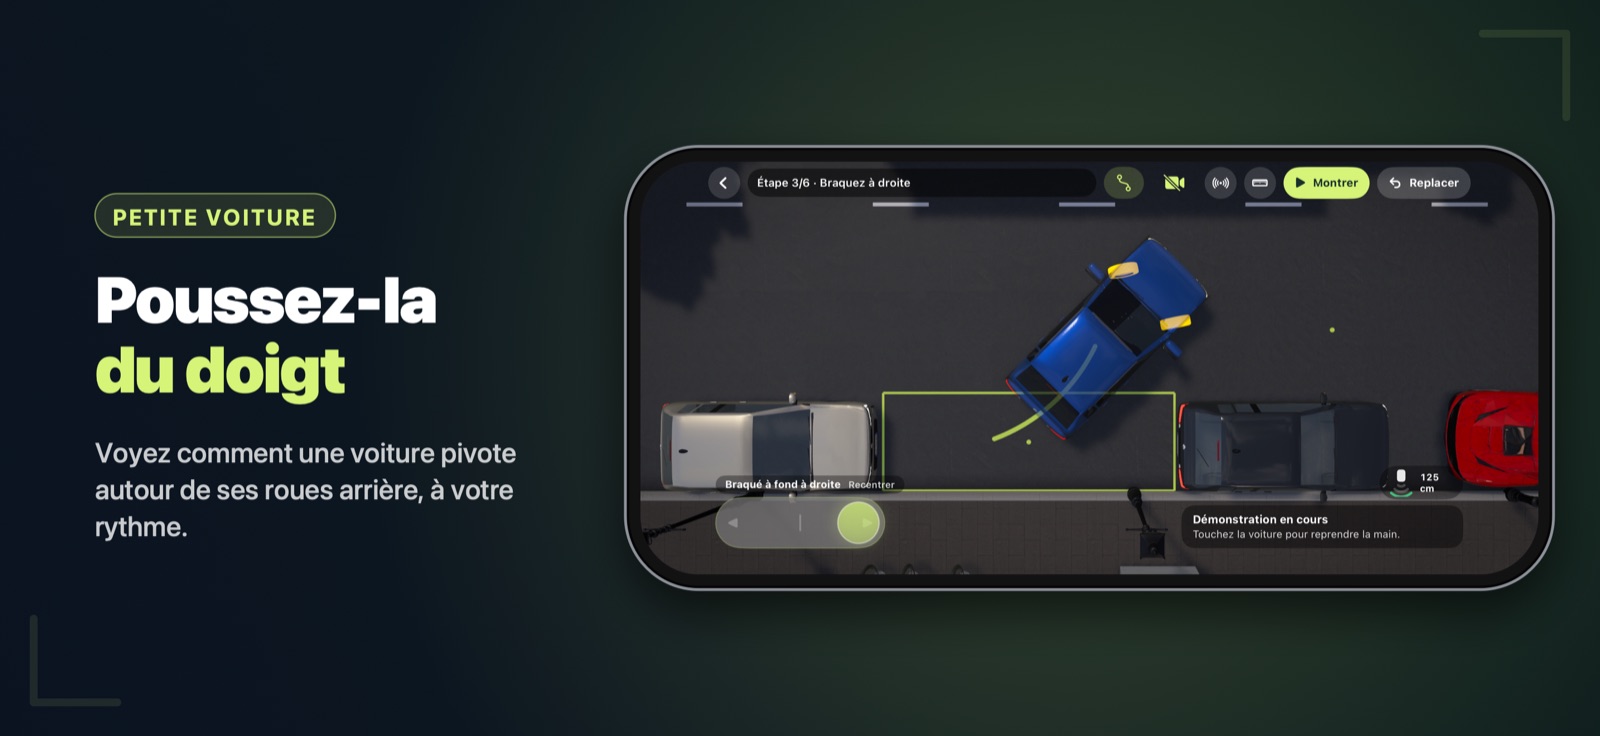 PETITE VOITURE
Poussez-la
du doigt
Voyez comment une voiture pivote
autour de ses roues arrière, à votre
rythme.
Étape 3/6 · Braquez à droite
Montrer
Replacer
Braqué à fond à droite Recentrer
125
cm
Démonstration en cours
Touchez la voiture pour reprendre la main.